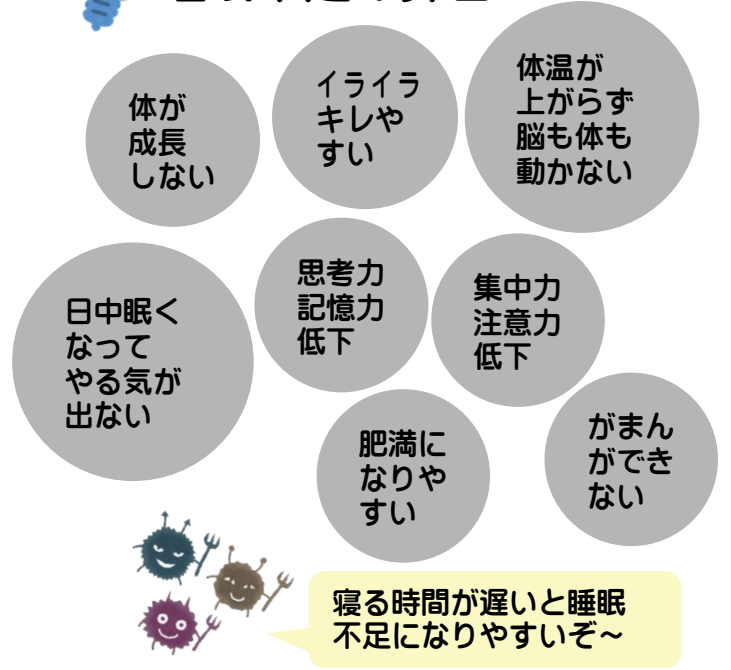 体が
成長
しない
イライラ
キレや
すい
体温が
上がらず
脳も体も
動かない
日中眠く
なって
やる気が
出ない
思考力
記憶力
低下
集中力
注意力
低下
肥満に
なりや
すい
がまん
ができ
ない
寝る時間が遅いと睡眠
不足になりやすいぞ~